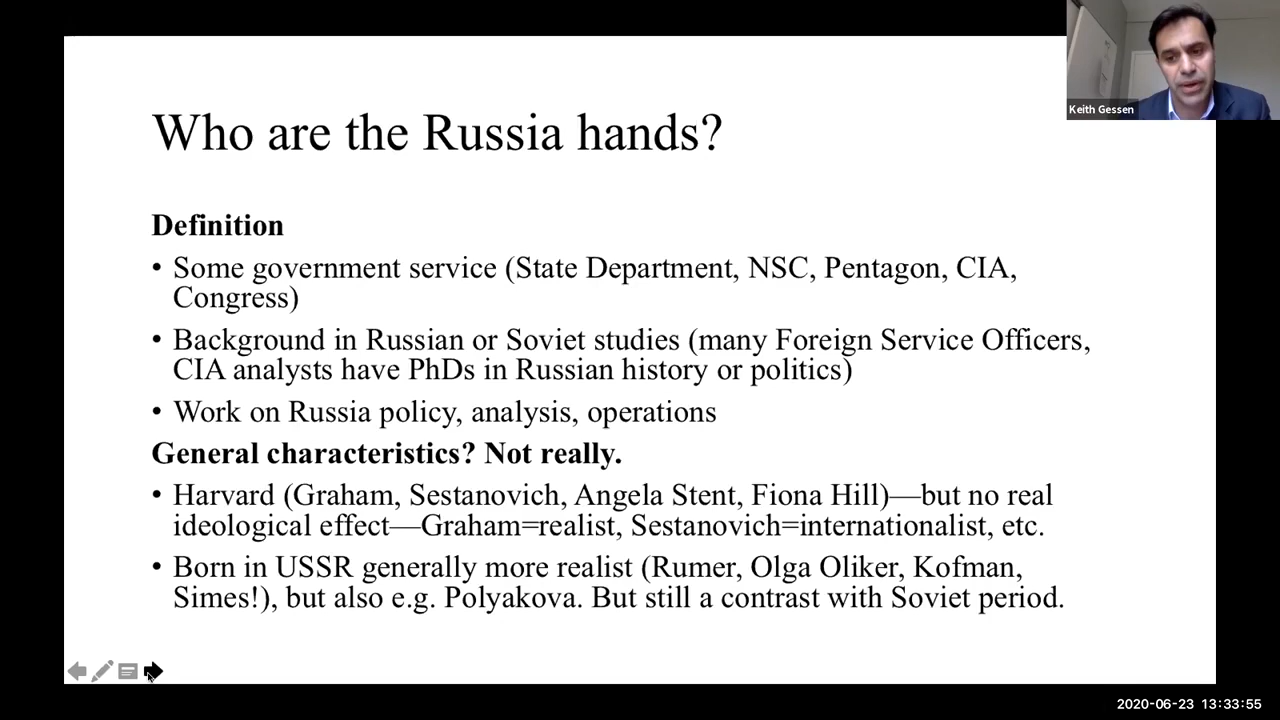 Keith Gessen
Who are the Russia hands?
Definition
• Some government service (State Department, NSC, Pentagon, CIA,
Congress)
• Background in Russian or Soviet studies (many Foreign Service Officers,
CIA analysts have PhDs in Russian history or politics)
• Work on Russia policy, analysis, operations
General characteristics? Not really.
• Harvard (Graham, Sestanovich, Angela Stent, Fiona Hill)—but no real
ideological effect—Graham=realist, Sestanovich=internationalist, etc.
• Born in USSR generally more realist (Rumer, Olga Oliker, Kofman,
Simes!), but also e.g. Polyakova. But still a contrast with Soviet period.
2020-06-23 13:33:55